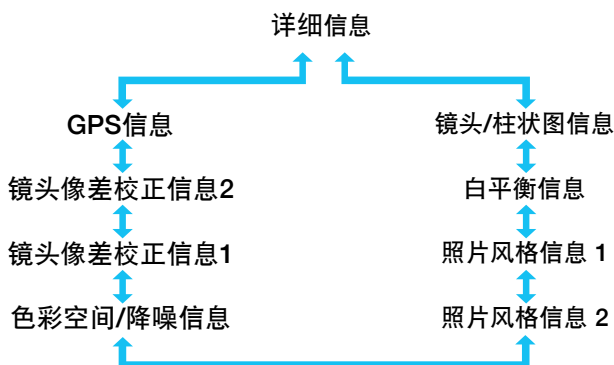 详细信息
GPS信息
镜头/柱状图信息
镜头像差校正信息2
白平衡信息
镜头像差校正信息1
照片风格信息 1
色彩空间/降噪信息
照片风格信息 2